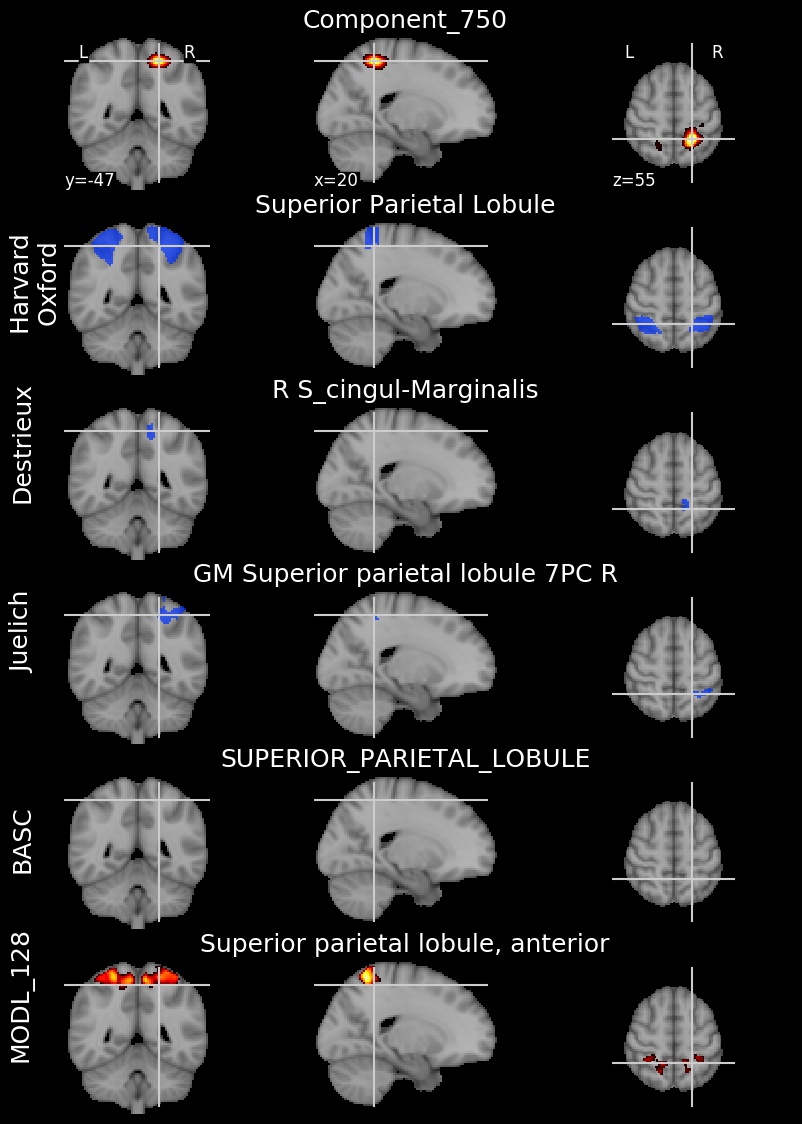 Component_750
L R L R
y=-47 x=20 z=55
Superior Parietal Lobule
Harvard
Oxford
R S_cingul-Marginalis
Destrieux
GM Superior parietal lobule 7PC R
Juelich
SUPERIOR_PARIETAL_LOBULE
BASC
Superior parietal lobule, anterior
MODL_128